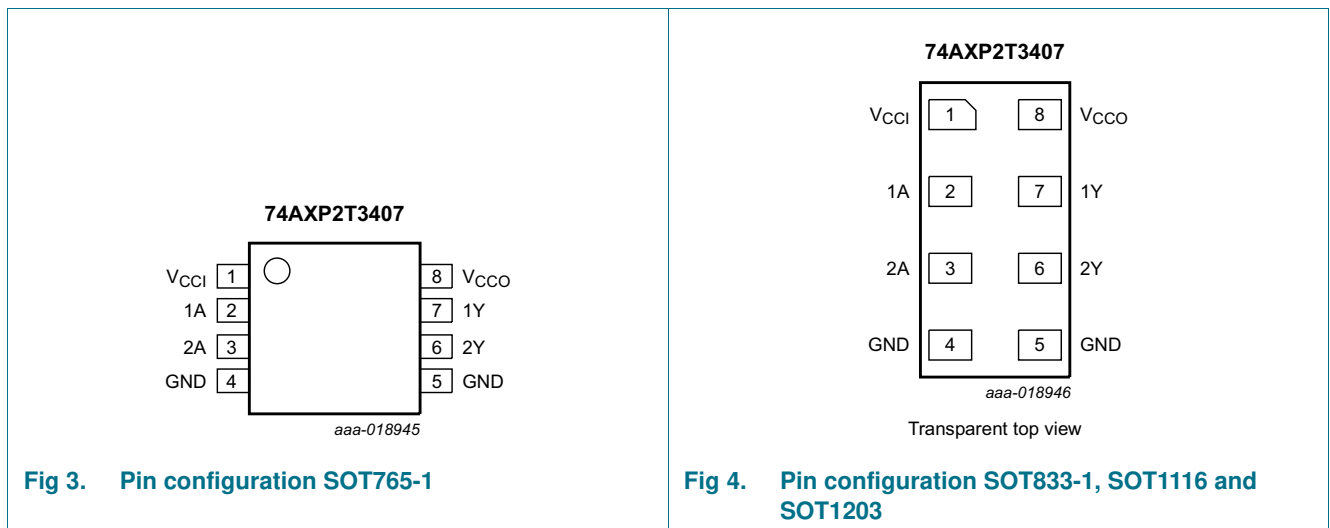 74AXP2T3407
VCCI 1 8 VCCO
1A 2 7 1Y
2A 3 6 2Y
GND 4 5 GND
aaa-018945
Fig 3. Pin configuration SOT765-1
74AXP2T3407
VCCI 1 8 VCCO
1A 2 7 1Y
2A 3 6 2Y
GND 4 5 GND
aaa-018946
Transparent top view
Fig 4. Pin configuration SOT833-1, SOT1116 and
SOT1203